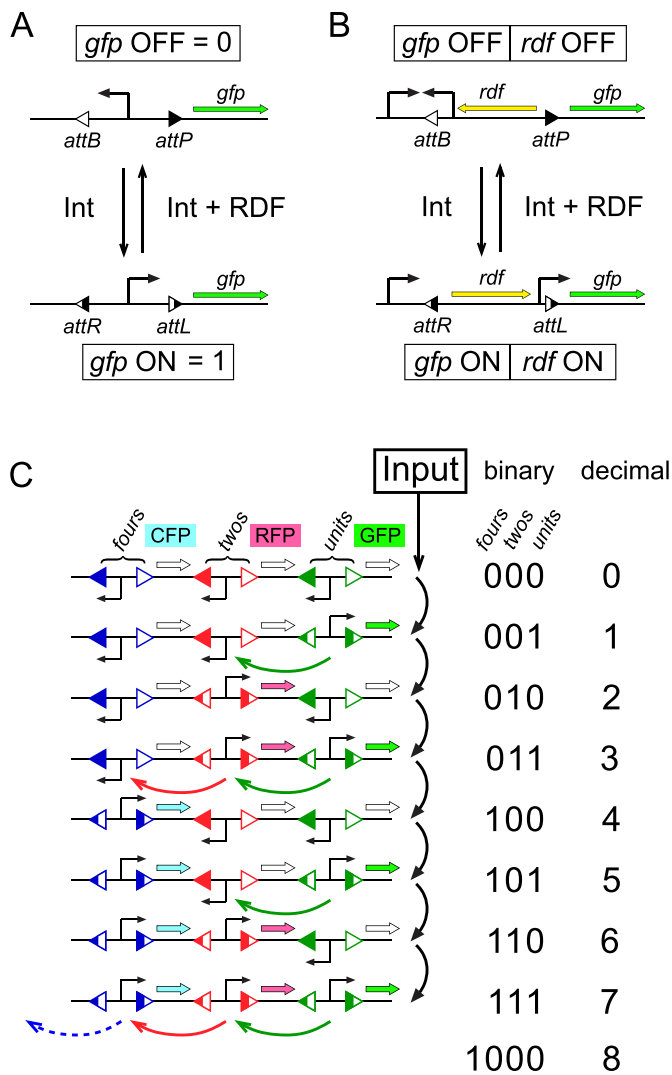 A
gfp OFF = 0
gfp
attB
attP
Int
Int + RDF
gfp
attR
attL
gfp ON = 1
B
gfp OFF rdf OFF
rdf
gfp
attB
attP
Int
Int + RDF
rdf
gfp
attR
attL
gfp ON rdf ON
C
Input
binary
decimal
fours CFP twos RFP units GFP
fours twos units
000 0
001 1
010 2
011 3
100 4
101 5
110 6
111 7
1000 8